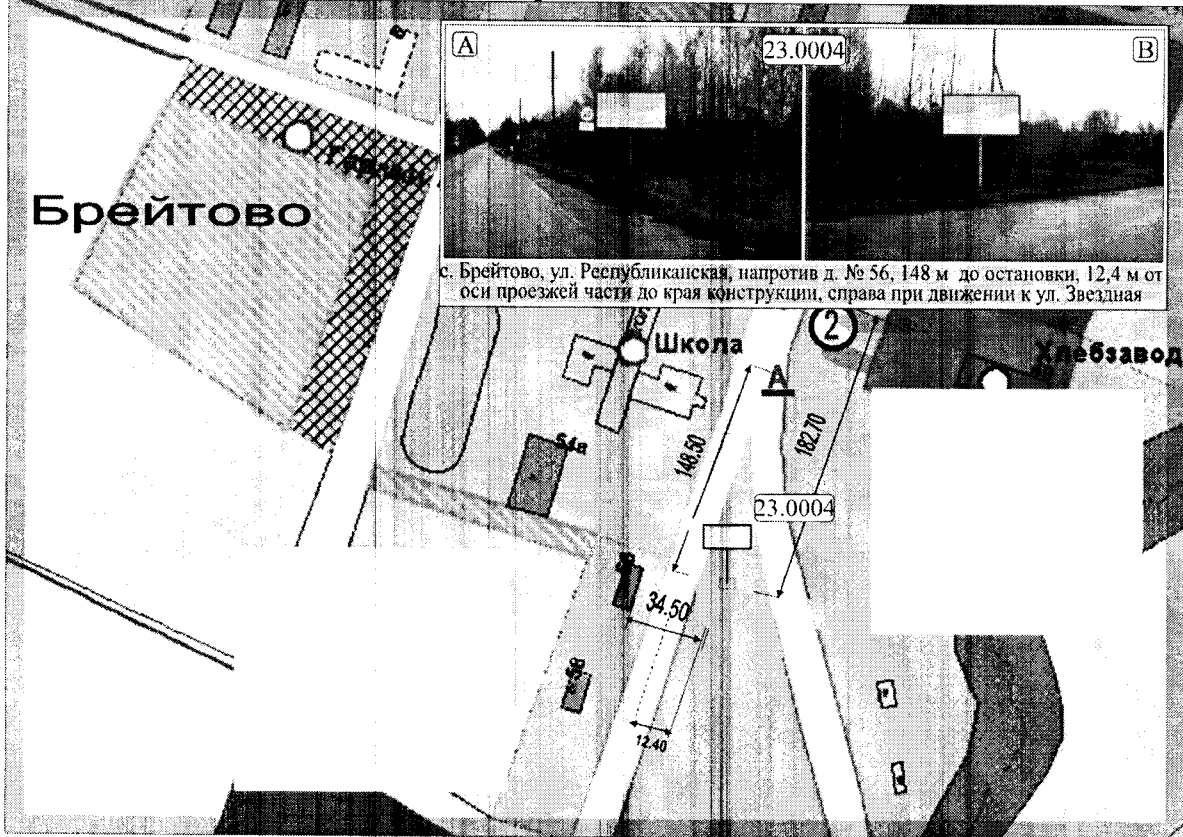 A
23.0004
B
с. Брейтово, ул. Республиканская, напротив д. № 56, 148 м до остановки, 12,4 м от
оси проезжей части до края конструкции, справа при движении к ул. Звездная
Брейтово
2
Школа
Хлебзавод
A
148.50
182.70
54а
23.0004
34.50
58
12.40